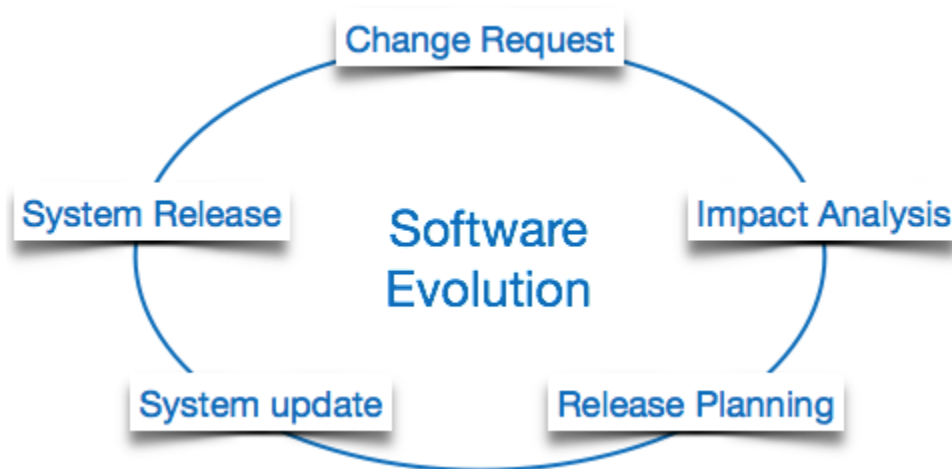 Change Request
System Release
Software
Evolution
Impact Analysis
System update
Release Planning